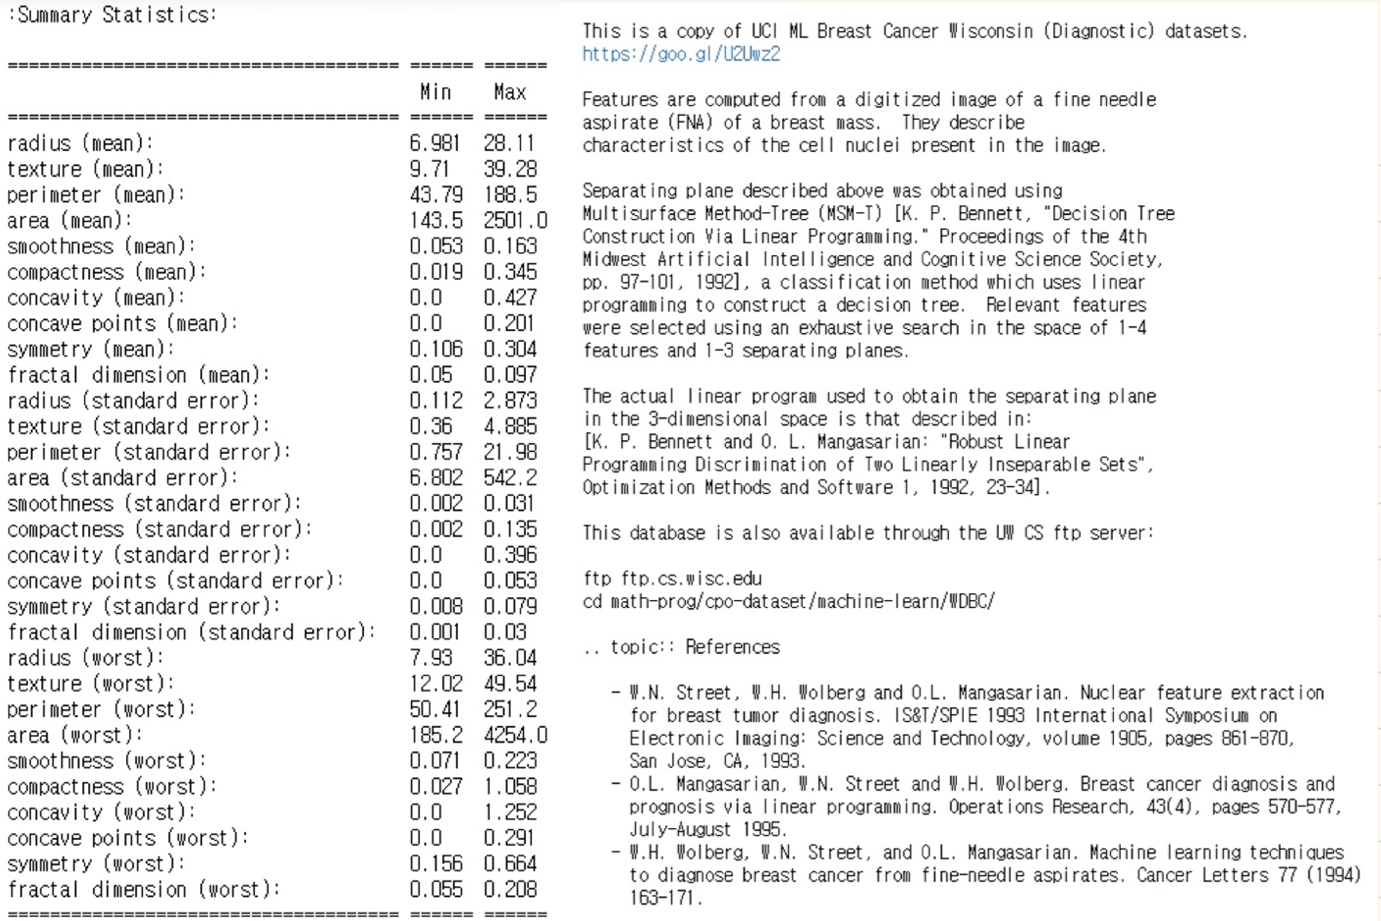 :Summary Statistics:
===================================== ====== ======
Min Max
===================================== ====== ======
radius (mean): 6.981 28.11
texture (mean): 9.71 39.28
perimeter (mean): 43.79 188.5
area (mean): 143.5 2501.0
smoothness (mean): 0.053 0.163
compactness (mean): 0.019 0.345
concavity (mean): 0.0 0.427
concave points (mean): 0.0 0.201
symmetry (mean): 0.106 0.304
fractal dimension (mean): 0.05 0.097
radius (standard error): 0.112 2.873
texture (standard error): 0.36 4.885
perimeter (standard error): 0.757 21.98
area (standard error): 6.802 542.2
smoothness (standard error): 0.002 0.031
compactness (standard error): 0.002 0.135
concavity (standard error): 0.0 0.396
concave points (standard error): 0.0 0.053
symmetry (standard error): 0.008 0.079
fractal dimension (standard error): 0.001 0.03
radius (worst): 7.93 36.04
texture (worst): 12.02 49.54
perimeter (worst): 50.41 251.2
area (worst): 185.2 4254.0
smoothness (worst): 0.071 0.223
compactness (worst): 0.027 1.058
concavity (worst): 0.0 1.252
concave points (worst): 0.0 0.291
symmetry (worst): 0.156 0.664
fractal dimension (worst): 0.055 0.208
===================================== ====== ======
This is a copy of UCI ML Breast Cancer Wisconsin (Diagnostic) datasets.
https://goo.gl/U2Uwz2
Features are computed from a digitized image of a fine needle
aspirate (FNA) of a breast mass. They describe
characteristics of the cell nuclei present in the image.
Separating plane described above was obtained using
Multisurface Method-Tree (MSM-T) [K. P. Bennett, "Decision Tree
Construction Via Linear Programming." Proceedings of the 4th
Midwest Artificial Intelligence and Cognitive Science Society,
pp. 97-101, 1992], a classification method which uses linear
programming to construct a decision tree. Relevant features
were selected using an exhaustive search in the space of 1-4
features and 1-3 separating planes.
The actual linear program used to obtain the separating plane
in the 3-dimensional space is that described in:
[K. P. Bennett and O. L. Mangasarian: "Robust Linear
Programming Discrimination of Two Linearly Inseparable Sets",
Optimization Methods and Software 1, 1992, 23-34].
This database is also available through the UW CS ftp server:
ftp ftp.cs.wisc.edu
cd math-prog/cpo-dataset/machine-learn/WDBC/
.. topic:: References
- W.N. Street, W.H. Wolberg and O.L. Mangasarian. Nuclear feature extraction
for breast tumor diagnosis. IS&T/SPIE 1993 International Symposium on
Electronic Imaging: Science and Technology, volume 1905, pages 861-870,
San Jose, CA, 1993.
- O.L. Mangasarian, W.N. Street and W.H. Wolberg. Breast cancer diagnosis and
prognosis via linear programming. Operations Research, 43(4), pages 570-577,
July-August 1995.
- W.H. Wolberg, W.N. Street, and O.L. Mangasarian. Machine learning techniques
to diagnose breast cancer from fine-needle aspirates. Cancer Letters 77 (1994)
163-171.